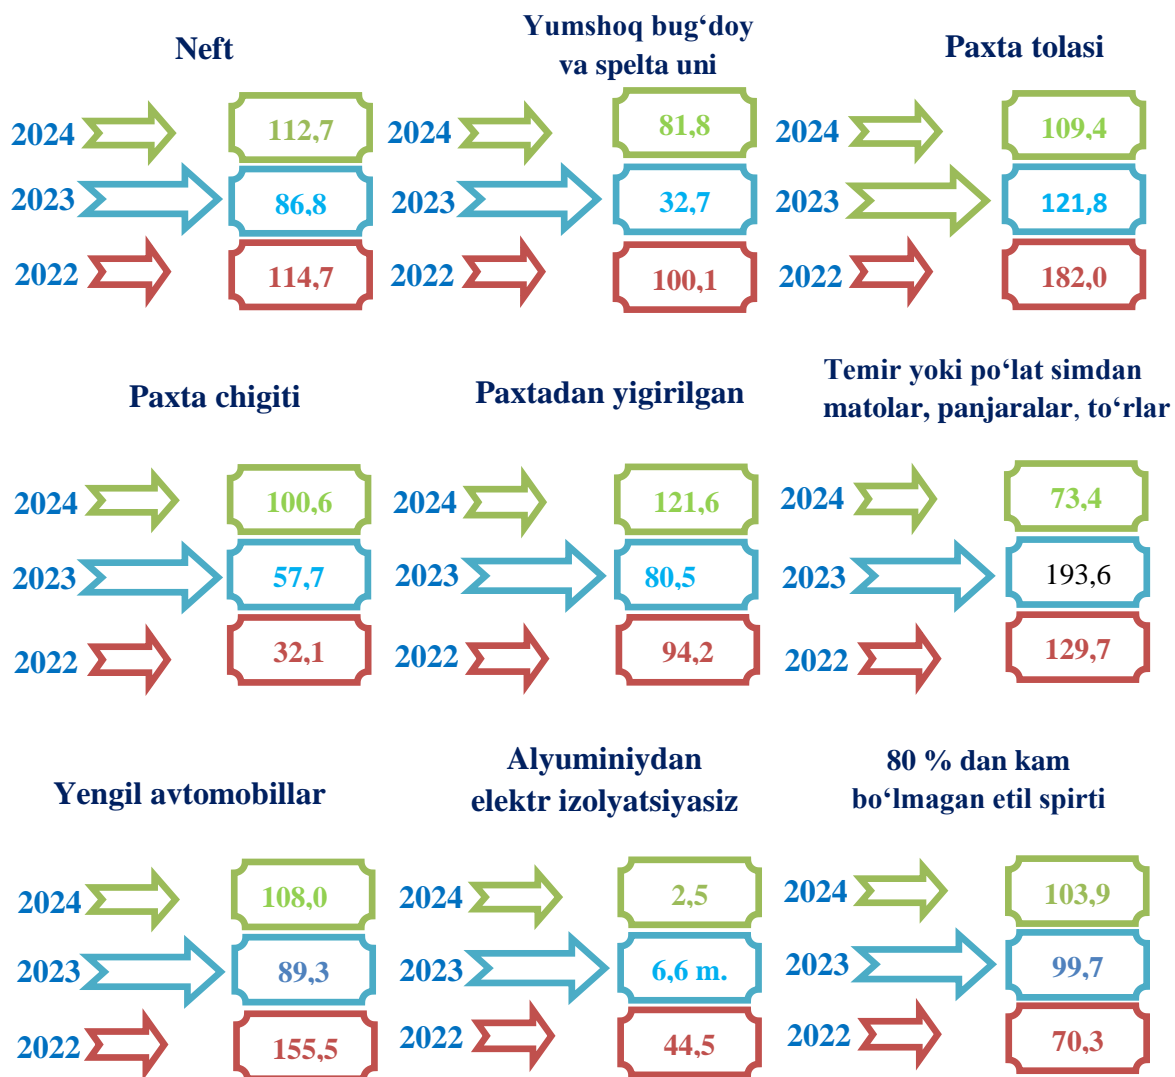 Neft
2024 112,7
2023 86,8
2022 114,7
Yumshoq bug‘doy
va spelta uni
2024 81,8
2023 32,7
2022 100,1
Paxta tolasi
2024 109,4
2023 121,8
2022 182,0
Paxta chigiti
2024 100,6
2023 57,7
2022 32,1
Paxtadan yigirilgan
2024 121,6
2023 80,5
2022 94,2
Temir yoki po‘lat simdan
matolar, panjaralar, to‘rlar
2024 73,4
2023 193,6
2022 129,7
Yengil avtomobillar
2024 108,0
2023 89,3
2022 155,5
Alyuminiydan
elektr izolyatsiyasiz
2024 2,5
2023 6,6 m.
2022 44,5
80 % dan kam
bo‘lmagan etil spirti
2024 103,9
2023 99,7
2022 70,3